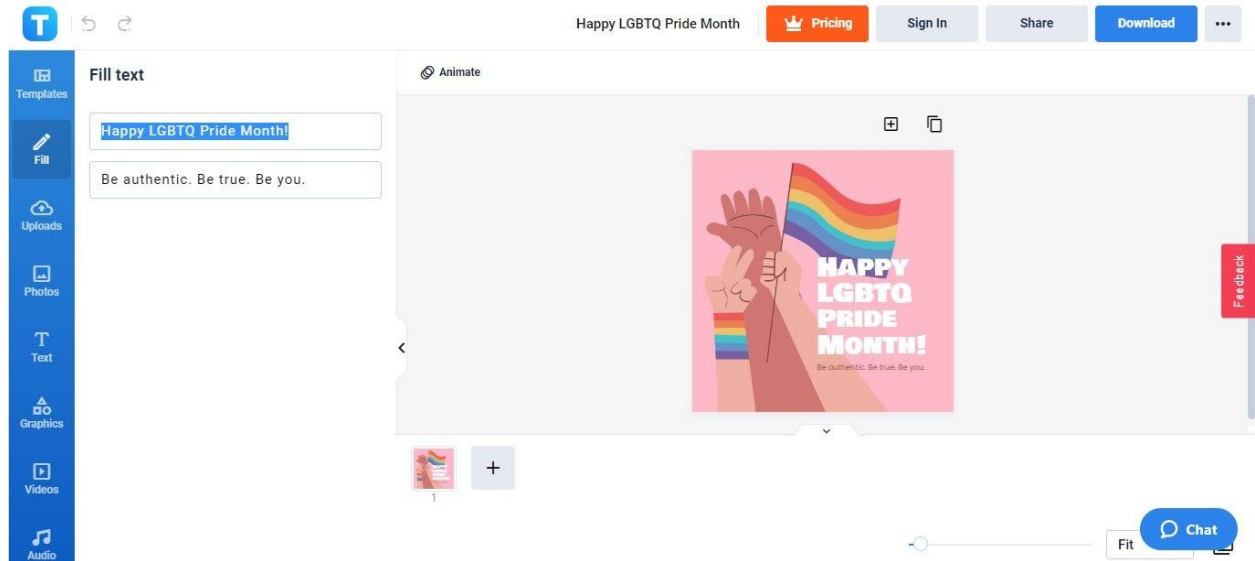 T
Happy LGBTQ Pride Month
Pricing
Sign In
Share
Download
Templates
Fill
Uploads
Photos
Text
Graphics
Videos
Audio
Fill text
Happy LGBTQ Pride Month!
Be authentic. Be true. Be you.
Animate
HAPPY
LGBTQ
PRIDE
MONTH!
Be authentic. Be true. Be you.
Feedback
1
Fit
Chat